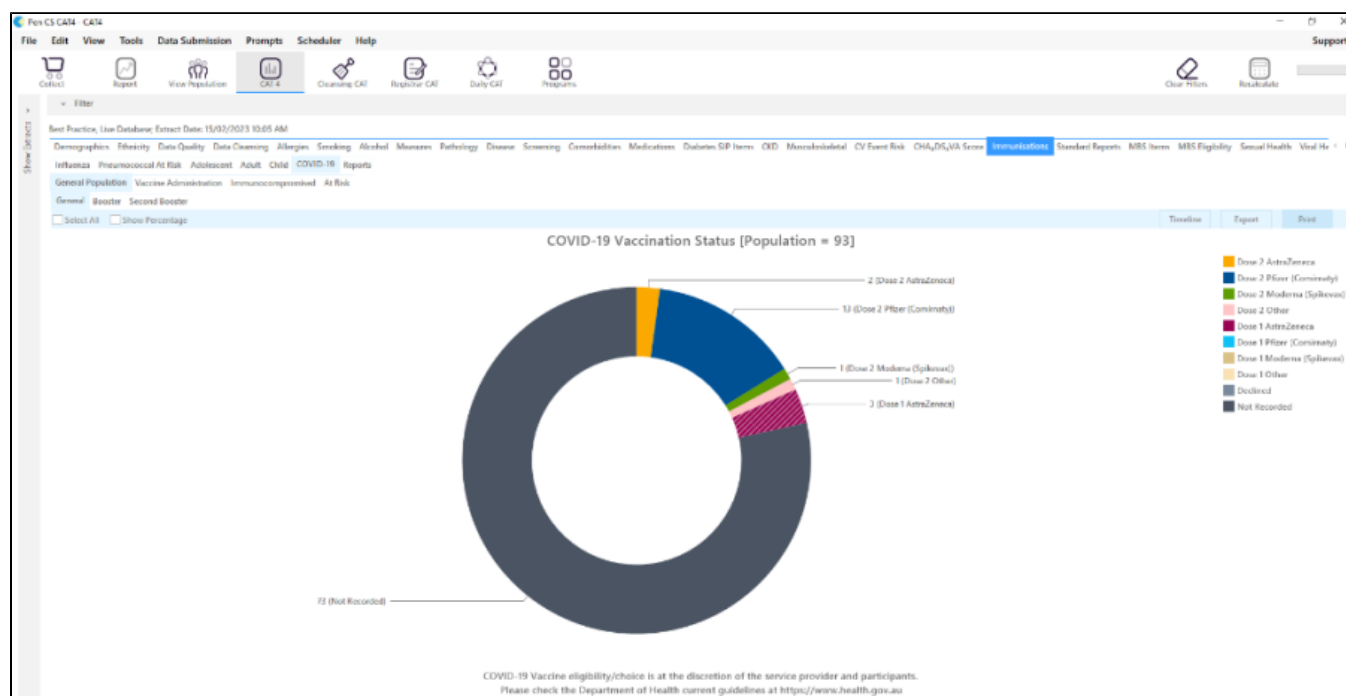 Pen CS CAT4 - CAT4
File Edit View Tools Data Submission Prompts Scheduler Help Support
Collect Report View Population CAT 4 Cleansing CAT Registrar CAT Daily CAT Programs Clear Filters Recalculate
Filter
Show Extracts
Best Practice, Live Database; Extract Date: 15/02/2023 10:05 AM
Demographics Ethnicity Data Quality Data Cleansing Allergies Smoking Alcohol Measures Pathology Disease Screening Comorbidities Medications Diabetes SIP Items CKD Musculoskeletal CV Event Risk CHA₂DS₂VA Score Immunisations Standard Reports MBS Items MBS Eligibility Sexual Health Viral He
Influenza Pneumococcal At Risk Adolescent Adult Child COVID-19 Reports
General Population Vaccine Administration Immunocompromised At Risk
General Booster Second Booster
Select All Show Percentage Timeline Export Print
COVID-19 Vaccination Status [Population = 93]
2 (Dose 2 AstraZeneca)
13 (Dose 2 Pfizer (Comirnaty))
1 (Dose 2 Moderna (Spikevax))
1 (Dose 2 Other)
3 (Dose 1 AstraZeneca)
73 (Not Recorded)
Dose 2 AstraZeneca
Dose 2 Pfizer (Comirnaty)
Dose 2 Moderna (Spikevax)
Dose 2 Other
Dose 1 AstraZeneca
Dose 1 Pfizer (Comirnaty)
Dose 1 Moderna (Spikevax)
Dose 1 Other
Declined
Not Recorded
COVID-19 Vaccine eligibility/choice is at the discretion of the service provider and participants.
Please check the Department of Health current guidelines at https://www.health.gov.au